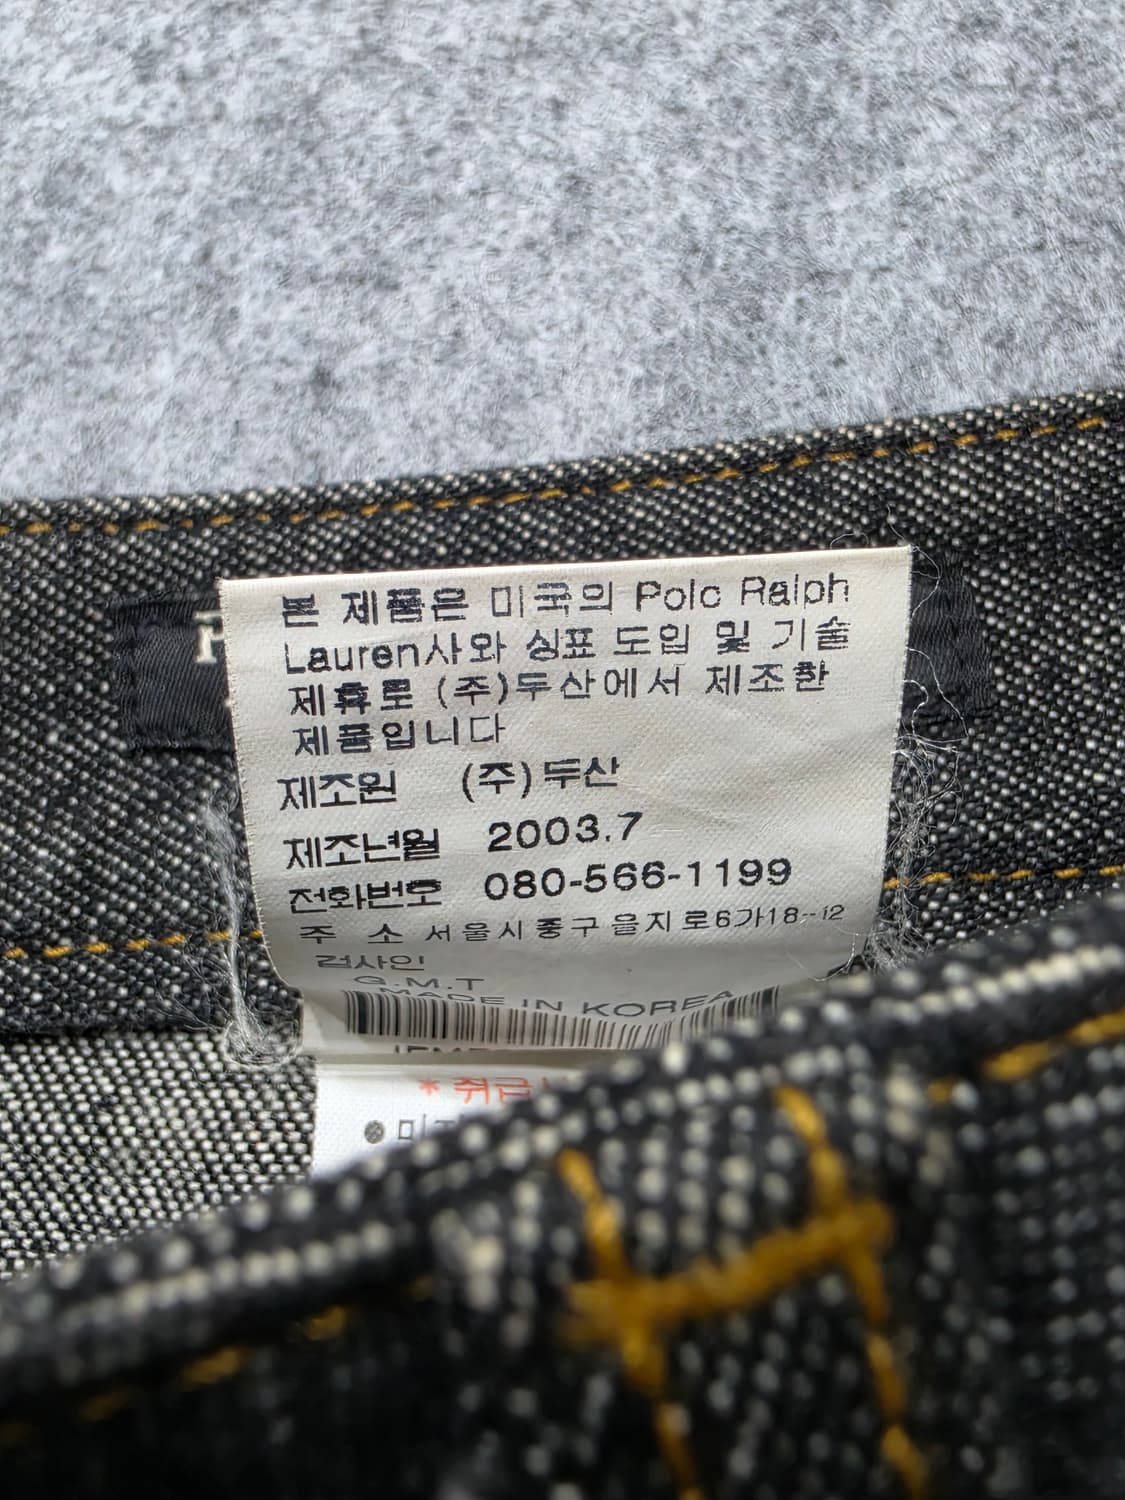 본 제품은 미국의 Polo Ralph
Lauren사와 상표 도입 및 기술
제휴로 (주)두산에서 제조한
제품입니다
제조원 (주)두산
제조년월 2003.7
전화번호 080-566-1199
주 소 서울시중구을지로6가18-12
검사인
G.M.T
MADE IN KOREA
* 취급